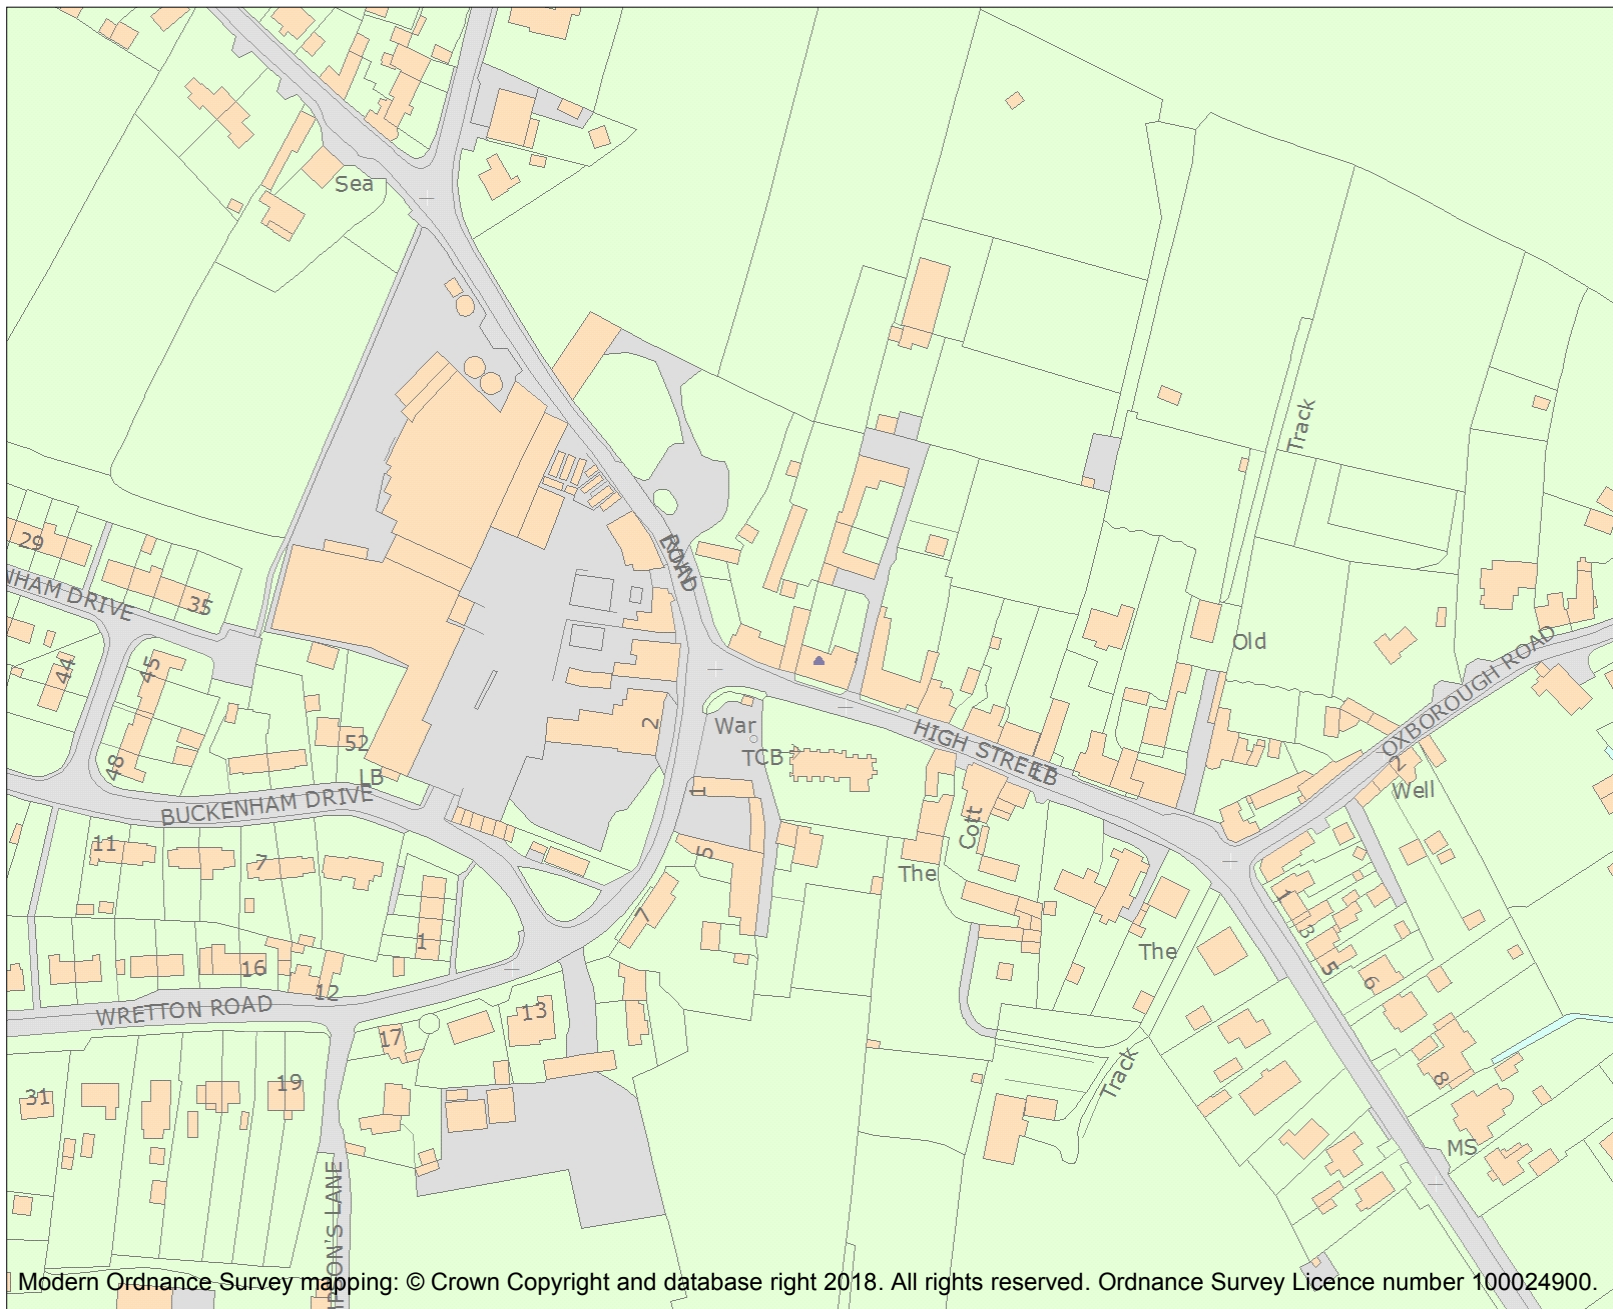 Sea
Track
29
NHAM DRIVE
35
ROAD
Old
44
45
OXBOROUGH ROAD
2
War
HIGH STREET
52
TCB
LB
2
48
LB
Well
BUCKENHAM DRIVE
1
11
Cott
7
5
The
1
7
3
1
The
16
5
6
12
WRETTON ROAD
13
17
Track
19
8
31
MS
PSON'S LANE
Modern Ordnance Survey mapping: © Crown Copyright and database right 2018. All rights reserved. Ordnance Survey Licence number 100024900.